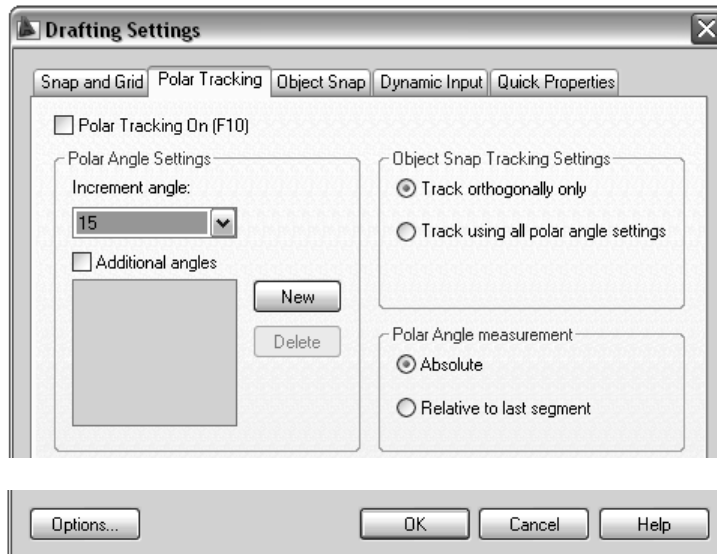 Drafting Settings
Snap and Grid
Polar Tracking
Object Snap
Dynamic Input
Quick Properties
Polar Tracking On (F10)
Polar Angle Settings
Increment angle:
15
Additional angles
New
Delete
Object Snap Tracking Settings
Track orthogonally only
Track using all polar angle settings
Polar Angle measurement
Absolute
Relative to last segment
Options...
OK
Cancel
Help